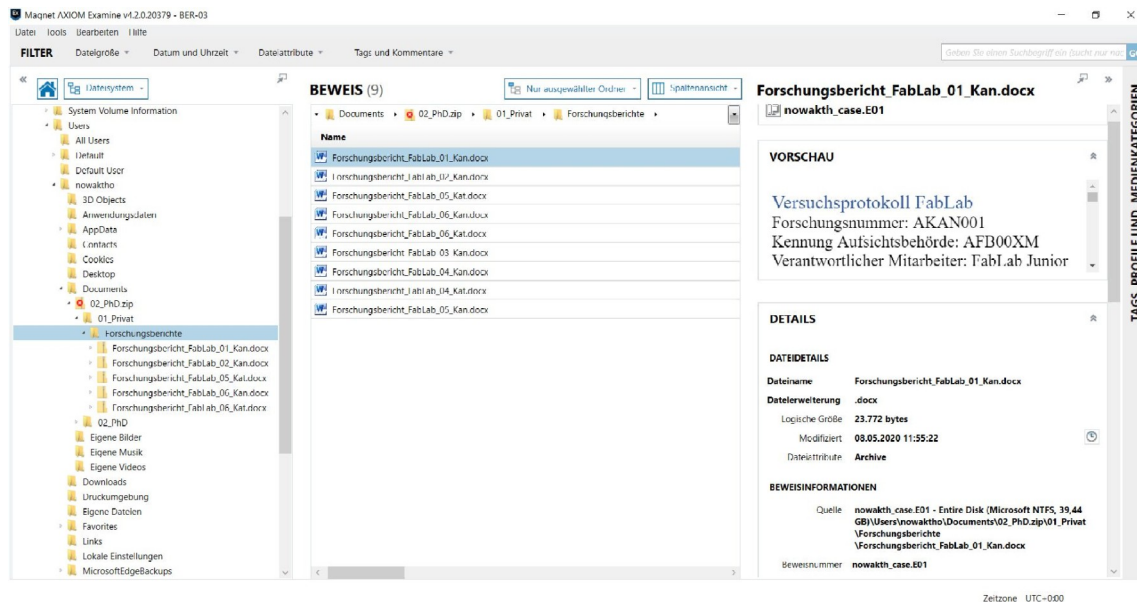 Magnet AXIOM Examine v4.2.0.20379 - BER-03
Datei Tools Bearbeiten Hilfe
FILTER Dateigröße Datum und Uhrzeit Dateiattribute Tags und Kommentare
Geben Sie einen Suchbegriff ein (sucht nur nac
Dateisystem
System Volume Information
Users
All Users
Default
Default User
nowaktho
3D Objects
Anwendungsdaten
AppData
Contacts
Cookies
Desktop
Documents
02_PhD.zip
01_Privat
Forschungsberichte
Forschungsbericht_FabLab_01_Kan.docx
Forschungsbericht_FabLab_02_Kan.docx
Forschungsbericht_FabLab_05_Kat.docx
Forschungsbericht_FabLab_06_Kan.docx
Forschungsbericht_FabLab_06_Kat.docx
02_PhD
Eigene Bilder
Eigene Musik
Eigene Videos
Downloads
Druckumgebung
Eigene Dateien
Favorites
Links
Lokale Einstellungen
MicrosoftEdgeBackups
BEWEIS (9)
Nur ausgewählter Ordner
Spaltenansicht
Documents 02_PhD.zip 01_Privat Forschungsberichte
Name
Forschungsbericht_FabLab_01_Kan.docx
Forschungsbericht_FabLab_02_Kan.docx
Forschungsbericht_FabLab_05_Kat.docx
Forschungsbericht_FabLab_06_Kan.docx
Forschungsbericht_FabLab_06_Kat.docx
Forschungsbericht_FabLab_03_Kan.docx
Forschungsbericht_FabLab_04_Kan.docx
Forschungsbericht_FabLab_04_Kat.docx
Forschungsbericht_FabLab_05_Kan.docx
Forschungsbericht_FabLab_01_Kan.docx
nowakth_case.E01
VORSCHAU
Versuchsprotokoll FabLab
Forschungsnummer: AKAN001
Kennung Aufsichtsbehörde: AFB00XM
Verantwortlicher Mitarbeiter: FabLab Junior
DETAILS
DATEIDETAILS
Dateiname Forschungsbericht_FabLab_01_Kan.docx
Dateierweiterung .docx
Logische Größe 23.772 bytes
Modifiziert 08.05.2020 11:55:22
Dateiattribute Archive
BEWEISINFORMATIONEN
Quelle nowakth_case.E01 - Entire Disk (Microsoft NTFS, 39,44
GB)\Users\nowaktho\Documents\02_PhD.zip\01_Privat
\Forschungsberichte
\Forschungsbericht_FabLab_01_Kan.docx
Beweisnummer nowakth_case.E01
TAGS, PROFILE UND MEDIENKATEGORIEN
Zeitzone UTC+0:00